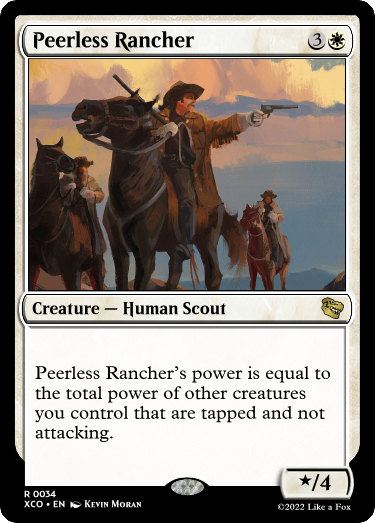 Peerless Rancher 3
Creature — Human Scout
Peerless Rancher's power is equal to
the total power of other creatures
you control that are tapped and not
attacking.
★/4
R 0034
XCO • EN Kevin Moran
©2022 Like a Fox